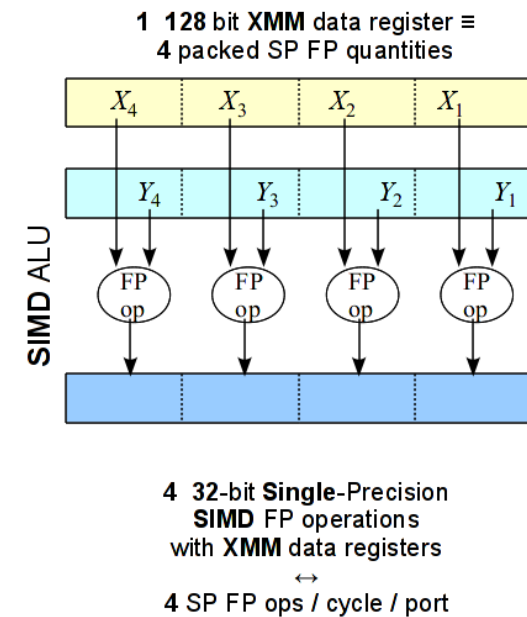 1 128 bit XMM data register ≡
4 packed SP FP quantities
X₄ X₃ X₂ X₁
Y₄ Y₃ Y₂ Y₁
SIMD ALU
FP FP FP FP
op op op op
4 32-bit Single-Precision
SIMD FP operations
with XMM data registers
↔
4 SP FP ops / cycle / port